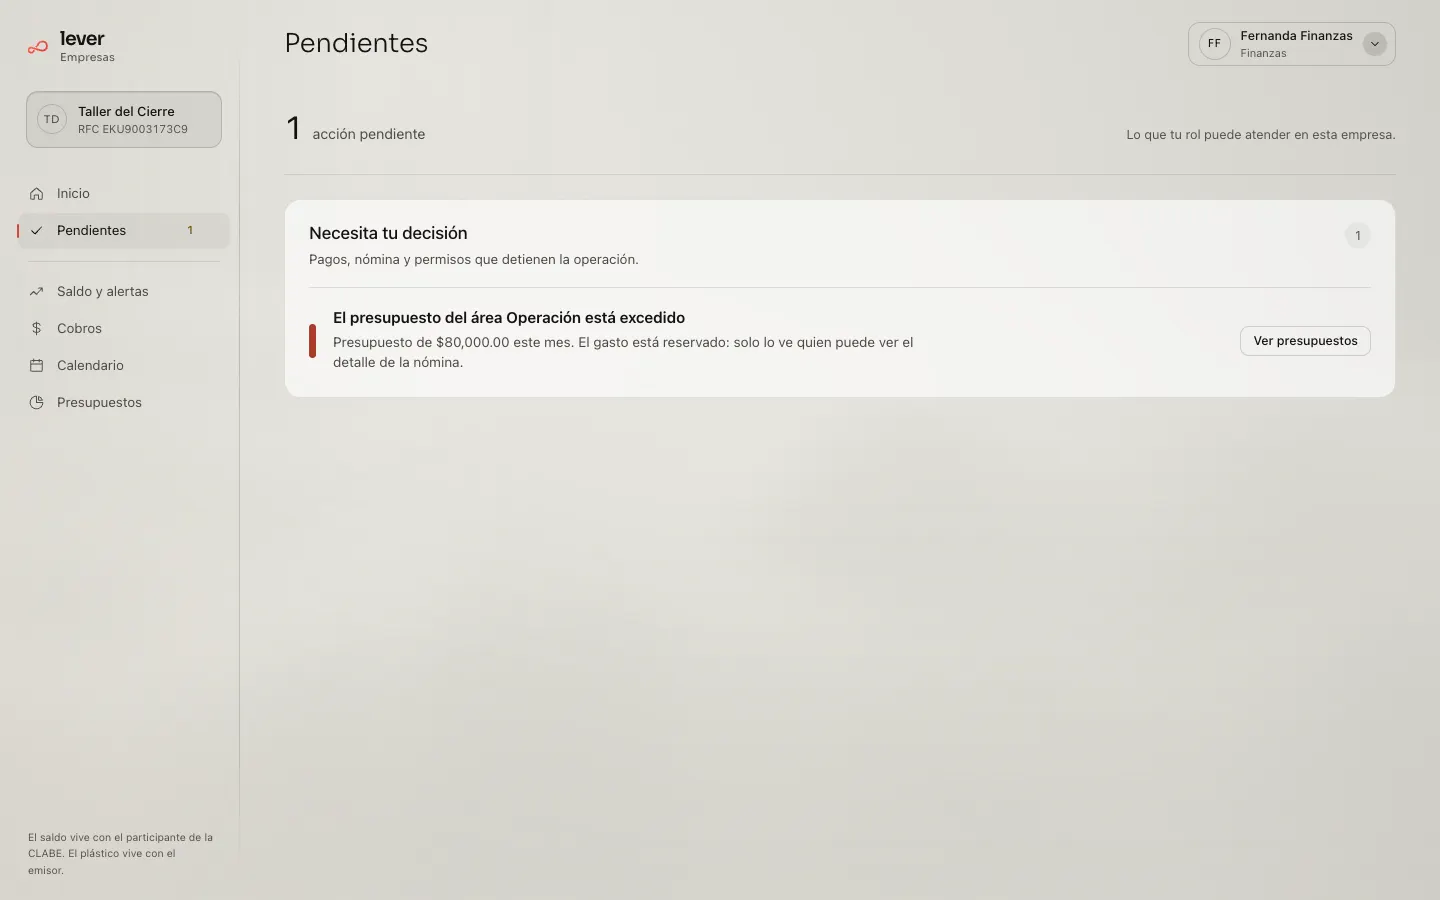 lever
Empresas
TD
Taller del Cierre
RFC EKU9003173C9
Inicio
Pendientes 1
Saldo y alertas
Cobros
Calendario
Presupuestos
El saldo vive con el participante de la
CLABE. El plástico vive con el
emisor.
Pendientes
FF
Fernanda Finanzas
Finanzas
1 acción pendiente
Lo que tu rol puede atender en esta empresa.
Necesita tu decisión
1
Pagos, nómina y permisos que detienen la operación.
El presupuesto del área Operación está excedido
Presupuesto de $80,000.00 este mes. El gasto está reservado: solo lo ve quien puede ver el
detalle de la nómina.
Ver presupuestos